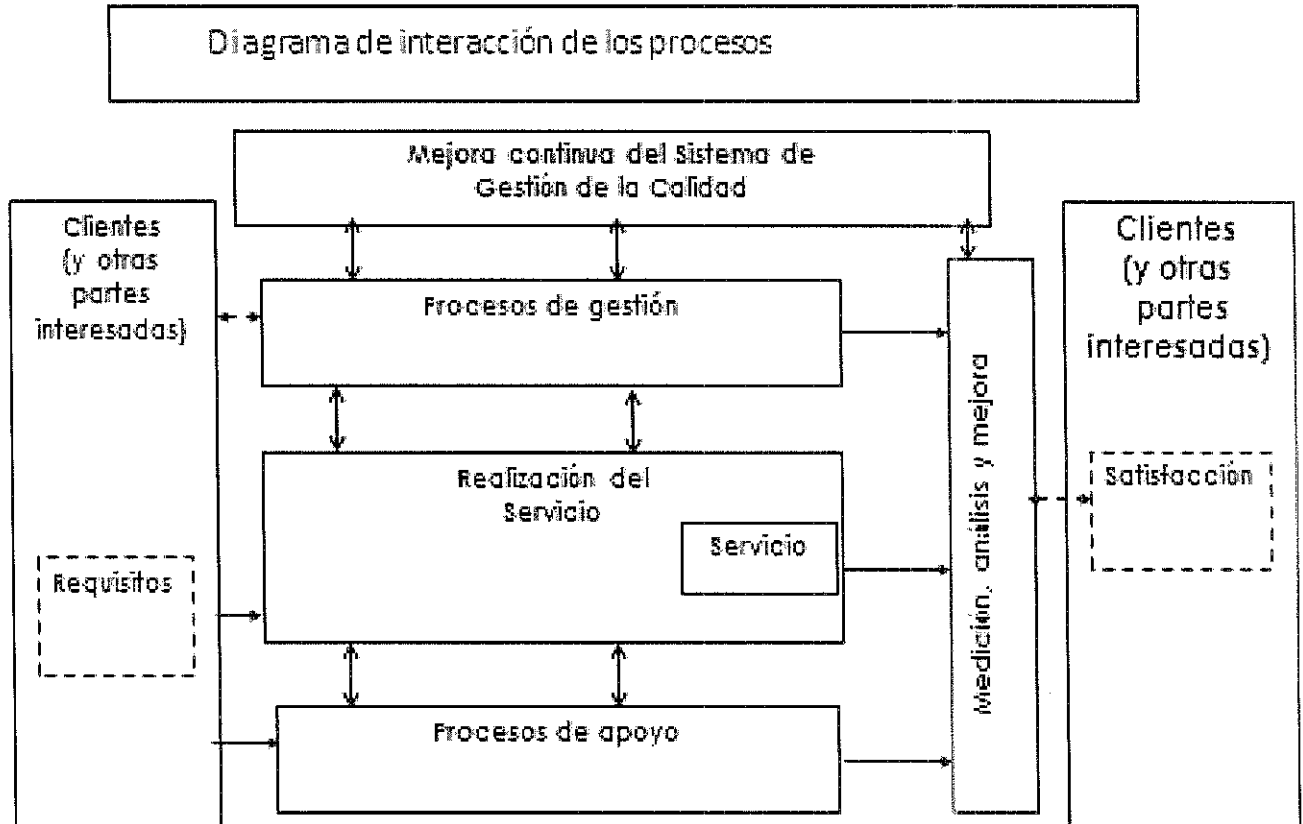 Diagrama de interacción de los procesos
Mejora continua del Sistema de
Gestión de la Calidad
Clientes
(y otras
partes
interesadas)
Requisitos
Procesos de gestión
Realización del
Servicio
Servicio
Procesos de apoyo
Medición, análisis y mejora
Clientes
(y otras
partes
interesadas)
Satisfacción